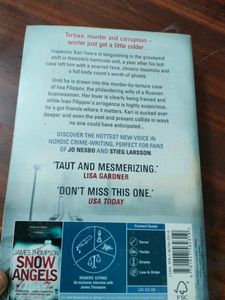 Torture, murder and corruption –
winter just got a little colder...
Inspector Kari Vaara is languishing in the graveyard
shift in Helsinki's homicide unit, a year after his last
case left him with a scarred face, chronic insomnia and
a full body count's worth of ghosts.
Until he is drawn into the murder-by-torture case of
Iisa Filippov, the philandering wife of a Russian
businessman. Her lover is clearly being framed and
while Ivan Filippov's arrogance is highly suspicious,
he's got friends where it matters. Kari is sucked ever
deeper and soon the past and present collide in ways
no one could have anticipated...
DISCOVER THE HOTTEST NEW VOICE IN
NORDIC CRIME-WRITING, PERFECT FOR FANS
OF JO NESBO AND STIEG LARSSON.
'TAUT AND MESMERIZING.'
LISA GARDNER
'DON'T MISS THIS ONE.'
USA TODAY
JAMES THOMPSON
SNOW
ANGELS
READERS' EXTRAS
An exclusive interview with
James Thompson
Content Guide
Terror
Thrills
Drama
Law & Order